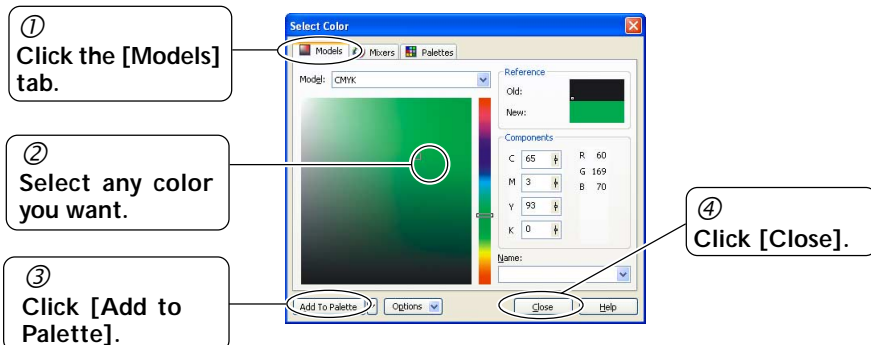 ①
Click the [Models]
tab.
②
Select any color
you want.
③
Click [Add to
Palette].
Select Color
Models Mixers Palettes
Model: CMYK
Reference
Old:
New:
Components
C 65 R 60
G 169
M 3 B 70
Y 93
K 0
Name:
Add To Palette Options Close Help
④
Click [Close].